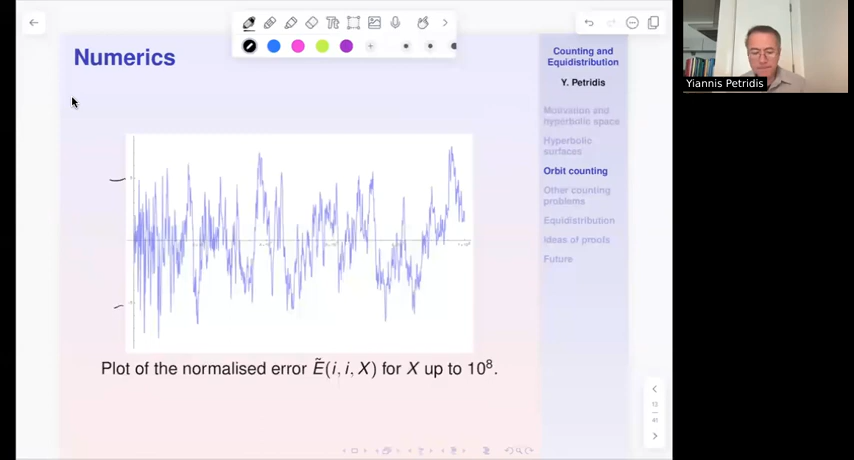 Numerics
Plot of the normalised error Ẽ(i, i, X) for X up to 10⁸.
Counting and
Equidistribution
Y. Petridis
Motivation and
hyperbolic space
Hyperbolic
surfaces
Orbit counting
Other counting
problems
Equidistribution
Ideas of proofs
Future
Yiannis Petridis